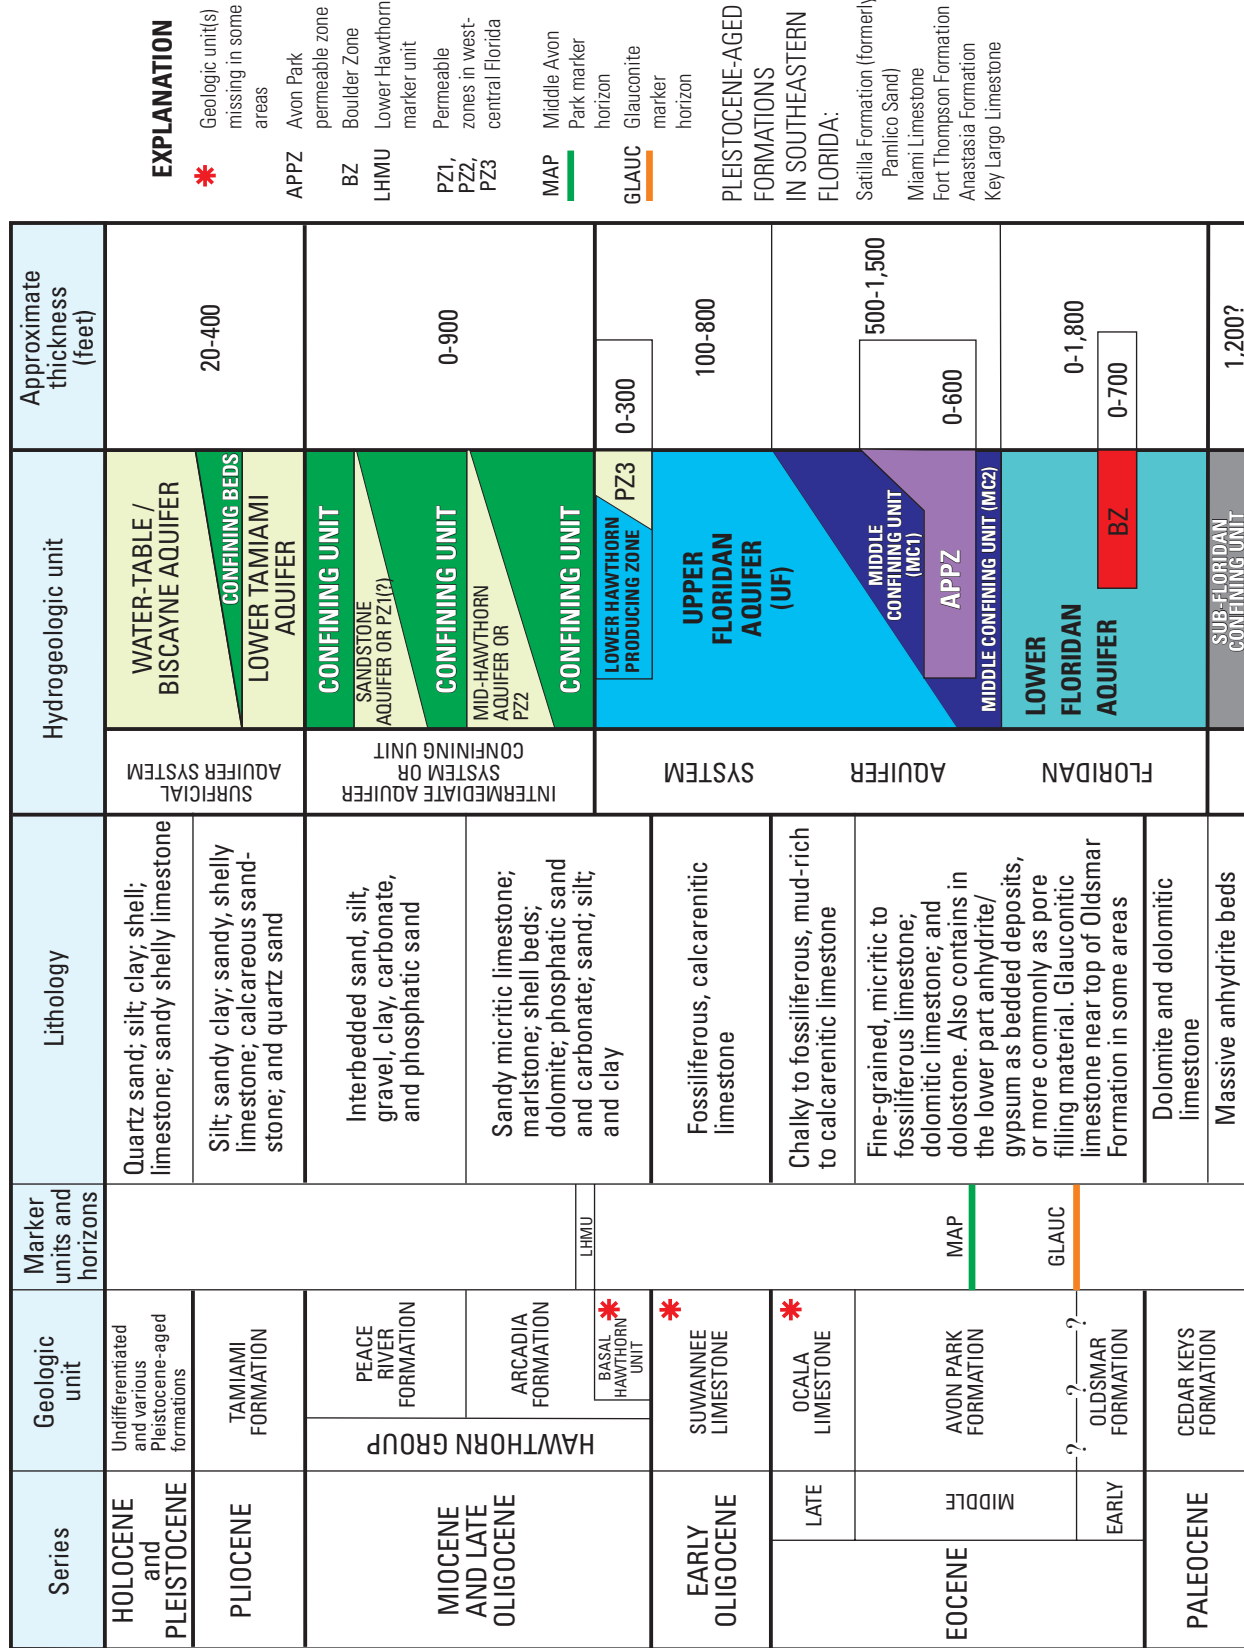 Series
Geologic
unit
Marker
units and
horizons
Lithology
Hydrogeologic unit
Approximate
thickness
(feet)
HOLOCENE
and
PLEISTOCENE
Undifferentiated
and various
Pleistocene-aged
formations
Quartz sand; silt; clay; shell;
limestone; sandy shelly limestone
SURFICIAL
AQUIFER SYSTEM
WATER-TABLE /
BISCAYNE AQUIFER
CONFINING BEDS
LOWER TAMIAMI
AQUIFER
20-400
PLIOCENE
TAMIAMI
FORMATION
Silt; sandy clay; sandy, shelly
limestone; calcareous sand-
stone; and quartz sand
MIOCENE
AND LATE
OLIGOCENE
HAWTHORN GROUP
PEACE
RIVER
FORMATION
Interbedded sand, silt,
gravel, clay, carbonate,
and phosphatic sand
INTERMEDIATE AQUIFER
SYSTEM OR
CONFINING UNIT
CONFINING UNIT
SANDSTONE
AQUIFER OR PZ1(?)
CONFINING UNIT
MID-HAWTHORN
AQUIFER OR
PZ2
CONFINING UNIT
0-900
ARCADIA
FORMATION
LHMU
Sandy micritic limestone;
marlstone; shell beds;
dolomite; phosphatic sand
and carbonate; sand; silt;
and clay
BASAL
HAWTHORN
UNIT
LOWER HAWTHORN
PRODUCING ZONE
PZ3
0-300
EARLY
OLIGOCENE
SUWANNEE
LIMESTONE
Fossiliferous, calcarenitic
limestone
FLORIDAN AQUIFER SYSTEM
UPPER
FLORIDAN
AQUIFER
(UF)
100-800
EOCENE
LATE
OCALA
LIMESTONE
Chalky to fossiliferous, mud-rich
to calcarenitic limestone
MIDDLE
CONFINING UNIT
(MC1)
500-1,500
MIDDLE
AVON PARK
FORMATION
MAP
Fine-grained, micritic to
fossiliferous limestone;
dolomitic limestone; and
dolostone. Also contains in
the lower part anhydrite/
gypsum as bedded deposits,
or more commonly as pore
filling material. Glauconitic
limestone near top of Oldsmar
Formation in some areas
APPZ
0-600
MIDDLE CONFINING UNIT (MC2)
GLAUC
? ? ?
EARLY
OLDSMAR
FORMATION
LOWER
FLORIDAN
AQUIFER
0-1,800
BZ
0-700
PALEOCENE
CEDAR KEYS
FORMATION
Dolomite and dolomitic
limestone
Massive anhydrite beds
SUB-FLORIDAN
CONFINING UNIT
1,200?
EXPLANATION
Geologic unit(s)
missing in some
areas
APPZ Avon Park
permeable zone
BZ Boulder Zone
LHMU Lower Hawthorn
marker unit
PZ1, Permeable
PZ2, zones in west-
PZ3 central Florida
MAP Middle Avon
Park marker
horizon
GLAUC Glauconite
marker
horizon
PLEISTOCENE-AGED
FORMATIONS
IN SOUTHEASTERN
FLORIDA:
Satilla Formation (formerly
Pamlico Sand)
Miami Limestone
Fort Thompson Formation
Anastasia Formation
Key Largo Limestone